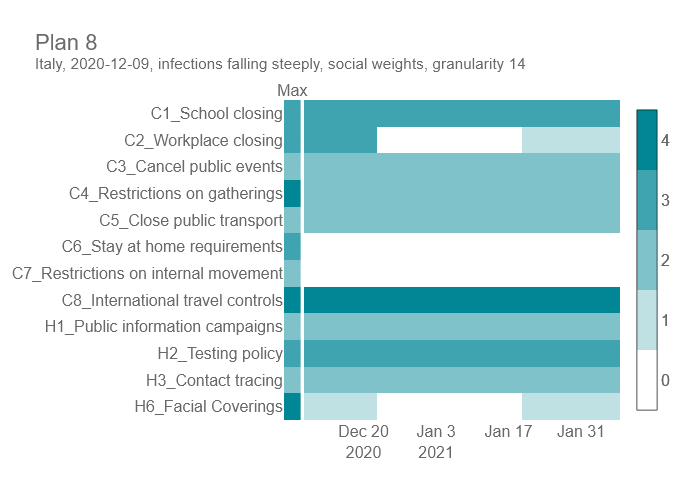 Plan 8
Italy, 2020-12-09, infections falling steeply, social weights, granularity 14
Max
C1_School closing
C2_Workplace closing
C3_Cancel public events
C4_Restrictions on gatherings
C5_Close public transport
C6_Stay at home requirements
C7_Restrictions on internal movement
C8_International travel controls
H1_Public information campaigns
H2_Testing policy
H3_Contact tracing
H6_Facial Coverings
4
3
2
1
0
Dec 20 Jan 3 Jan 17 Jan 31
2020 2021